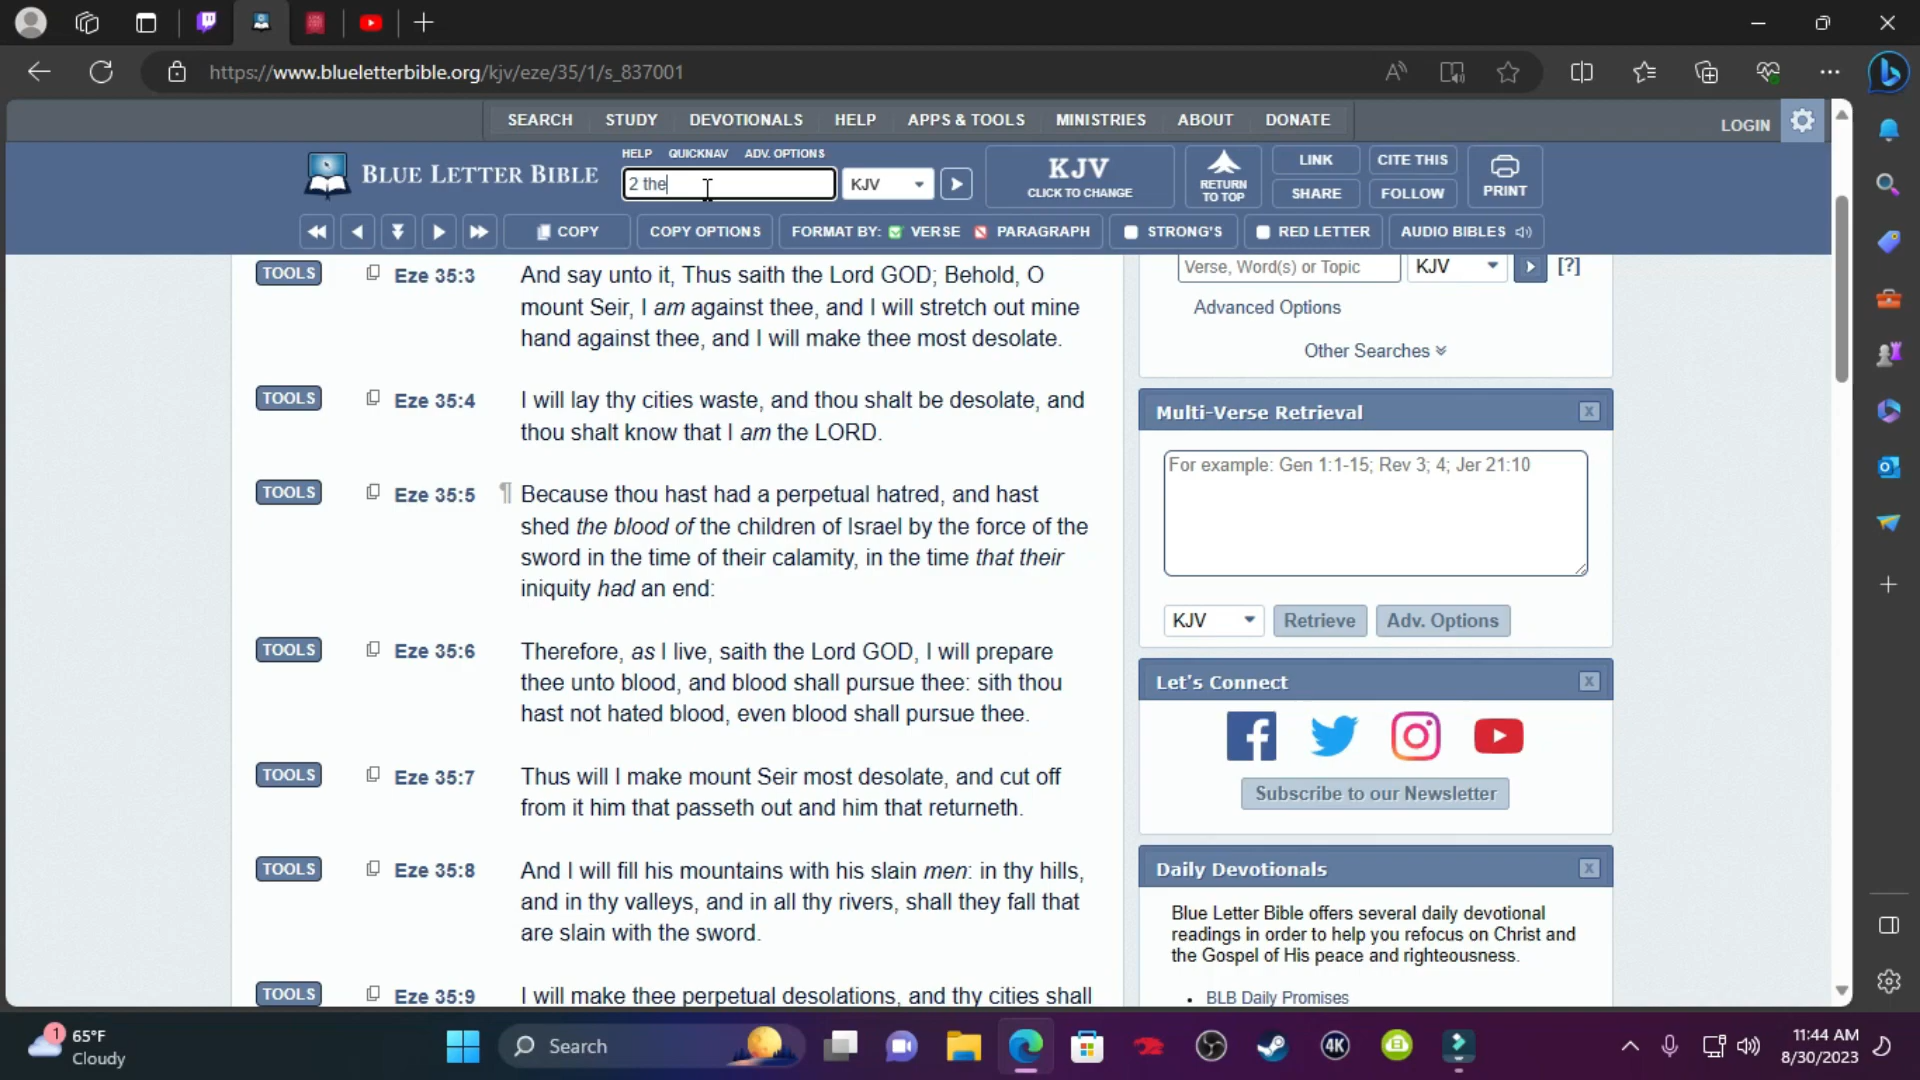 https://www.blueletterbible.org/kjv/eze/35/1/s_837001
SEARCH STUDY DEVOTIONALS HELP APPS & TOOLS MINISTRIES ABOUT DONATE
LOGIN
BLUE LETTER BIBLE
HELP QUICKNAV ADV. OPTIONS
2 the
KJV
KJV
CLICK TO CHANGE
RETURN
TO TOP
LINK
CITE THIS
SHARE
FOLLOW
PRINT
COPY
COPY OPTIONS
FORMAT BY: VERSE PARAGRAPH
STRONG'S
RED LETTER
AUDIO BIBLES
TOOLS Eze 35:3 And say unto it, Thus saith the Lord GOD; Behold, O
mount Seir, I am against thee, and I will stretch out mine
hand against thee, and I will make thee most desolate.
TOOLS Eze 35:4 I will lay thy cities waste, and thou shalt be desolate, and
thou shalt know that I am the LORD.
TOOLS Eze 35:5 ¶ Because thou hast had a perpetual hatred, and hast
shed the blood of the children of Israel by the force of the
sword in the time of their calamity, in the time that their
iniquity had an end:
TOOLS Eze 35:6 Therefore, as I live, saith the Lord GOD, I will prepare
thee unto blood, and blood shall pursue thee: sith thou
hast not hated blood, even blood shall pursue thee.
TOOLS Eze 35:7 Thus will I make mount Seir most desolate, and cut off
from it him that passeth out and him that returneth.
TOOLS Eze 35:8 And I will fill his mountains with his slain men: in thy hills,
and in thy valleys, and in all thy rivers, shall they fall that
are slain with the sword.
TOOLS Eze 35:9 I will make thee perpetual desolations, and thy cities shall
Verse, Word(s) or Topic KJV [?]
Advanced Options
Other Searches
Multi-Verse Retrieval X
For example: Gen 1:1-15; Rev 3; 4; Jer 21:10
KJV Retrieve Adv. Options
Let's Connect X
Subscribe to our Newsletter
Daily Devotionals X
Blue Letter Bible offers several daily devotional
readings in order to help you refocus on Christ and
the Gospel of His peace and righteousness.
• BLB Daily Promises
1
65°F
Cloudy
Search
4K
11:44 AM
8/30/2023